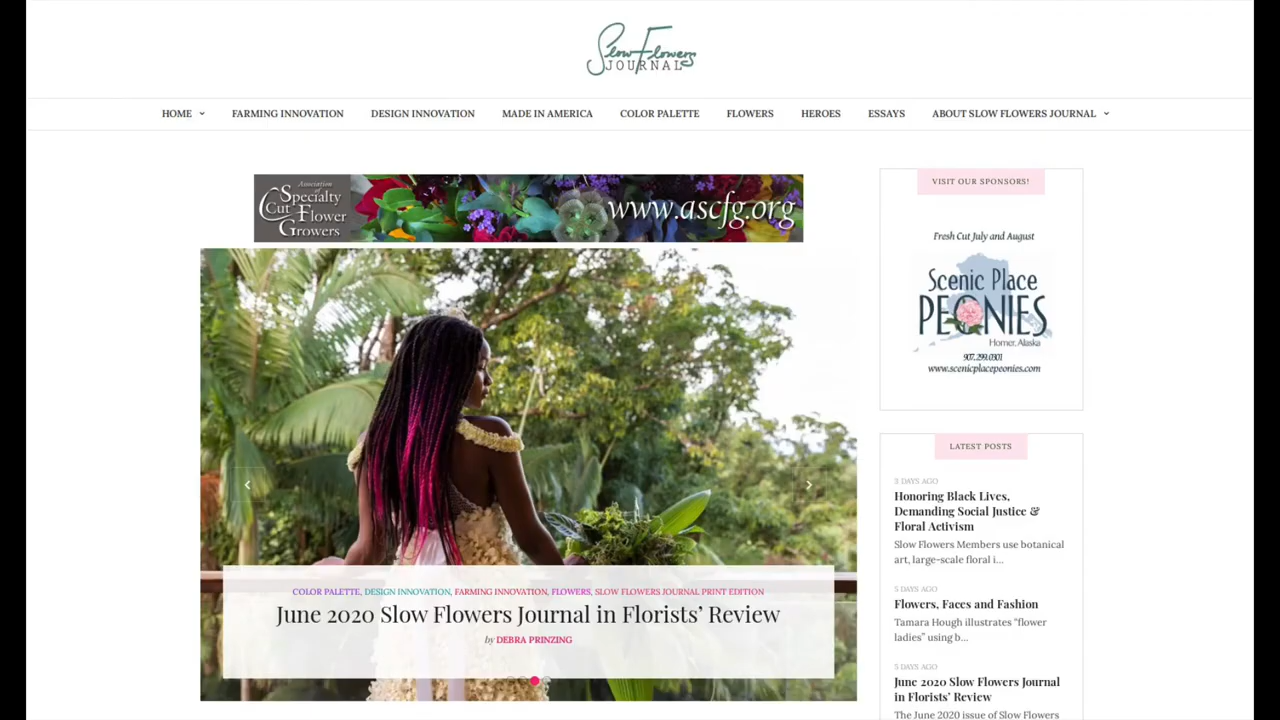 Slow Flowers
JOURNAL
HOME
FARMING INNOVATION
DESIGN INNOVATION
MADE IN AMERICA
COLOR PALETTE
FLOWERS
HEROES
ESSAYS
ABOUT SLOW FLOWERS JOURNAL
Association
of
Specialty
Cut Flower
Growers
www.ascfg.org
COLOR PALETTE, DESIGN INNOVATION, FARMING INNOVATION, FLOWERS, SLOW FLOWERS JOURNAL PRINT EDITION
June 2020 Slow Flowers Journal in Florists’ Review
by DEBRA PRINZING
VISIT OUR SPONSORS!
Fresh Cut July and August
Scenic Place
PEONIES
Homer, Alaska
907.299.0301
www.scenicplacepeonies.com
LATEST POSTS
3 DAYS AGO
Honoring Black Lives,
Demanding Social Justice &
Floral Activism
Slow Flowers Members use botanical
art, large-scale floral i...
5 DAYS AGO
Flowers, Faces and Fashion
Tamara Hough illustrates “flower
ladies” using b...
5 DAYS AGO
June 2020 Slow Flowers Journal
in Florists’ Review
The June 2020 issue of Slow Flowers